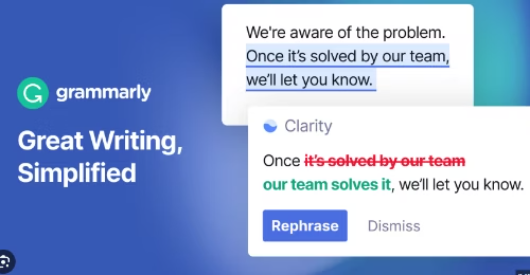 grammarly
Great Writing,
Simplified
We're aware of the problem.
Once it's solved by our team,
we'll let you know.
Clarity
Once it's solved by our team
our team solves it, we'll let you know.
Rephrase
Dismiss